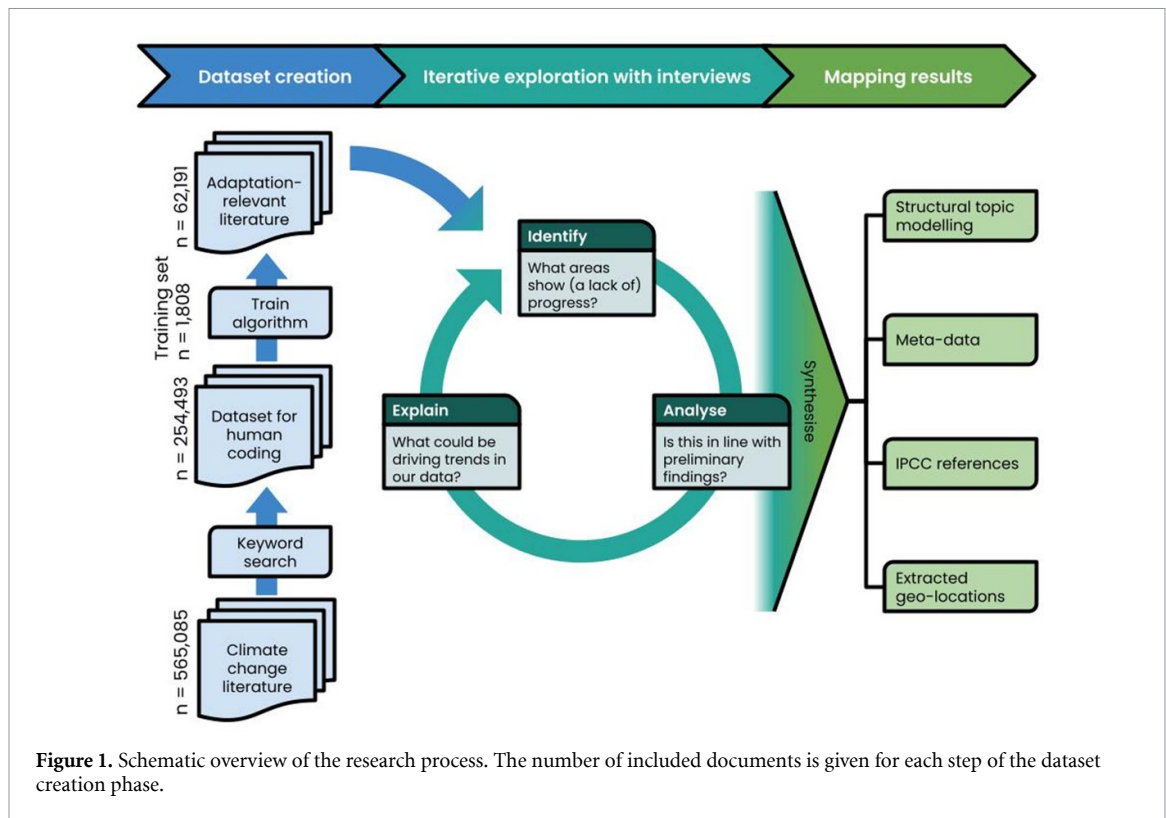 Dataset creation
Iterative exploration with interviews
Mapping results
n = 62,191
Adaptation-
relevant
literature
Training set
n = 1,808
Train
algorithm
n = 254,493
Dataset for
human
coding
Keyword
search
n = 565,085
Climate
change
literature
Identify
What areas
show (a lack of)
progress?
Analyse
Is this in line with
preliminary
findings?
Explain
What could be
driving trends in
our data?
Synthesise
Structural topic
modelling
Meta-data
IPCC references
Extracted
geo-locations
Figure 1. Schematic overview of the research process. The number of included documents is given for each step of the dataset
creation phase.